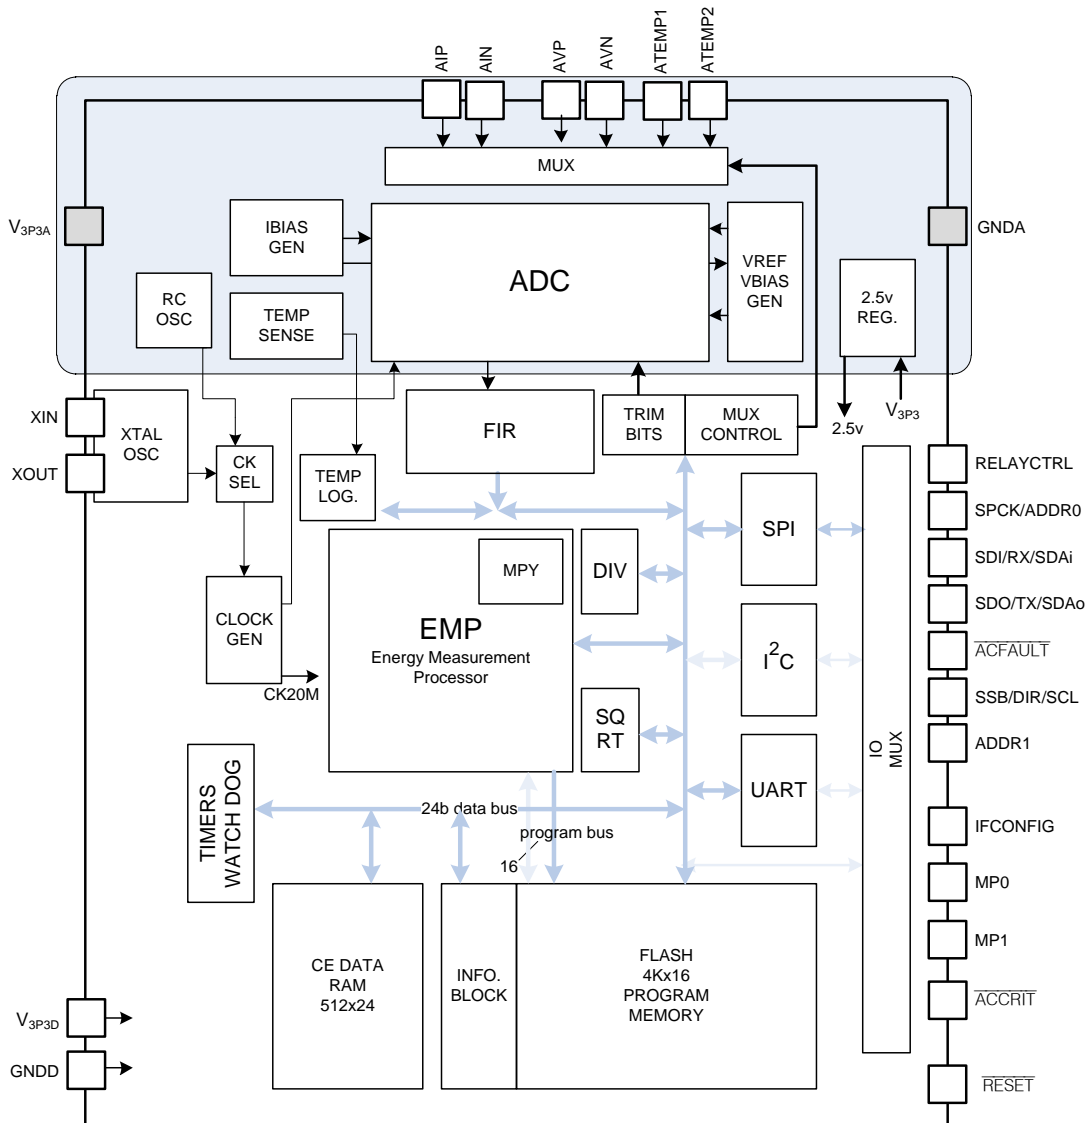 AIP
AIN
AVP
AVN
ATEMP1
ATEMP2
MUX
V3P3A
GNDA
IBIAS
GEN
ADC
VREF
VBIAS
GEN
RC
OSC
TEMP
SENSE
2.5v
REG.
XIN
XTAL
OSC
XOUT
CK
SEL
FIR
TEMP
LOG.
TRIM
BITS
MUX
CONTROL
2.5v
V3P3
RELAYCTRL
SPCK/ADDR0
SDI/RX/SDAi
SDO/TX/SDAo
ACFAULT
SSB/DIR/SCL
ADDR1
IFCONFIG
MP0
MP1
ACCRIT
RESET
SPI
I2C
UART
IO
MUX
DIV
SQ
RT
MPY
EMP
Energy Measurement
Processor
CLOCK
GEN
CK20M
TIMERS
WATCH DOG
24b data bus
program bus
16
CE DATA
RAM
512x24
INFO.
BLOCK
FLASH
4Kx16
PROGRAM
MEMORY
V3P3D
GNDD